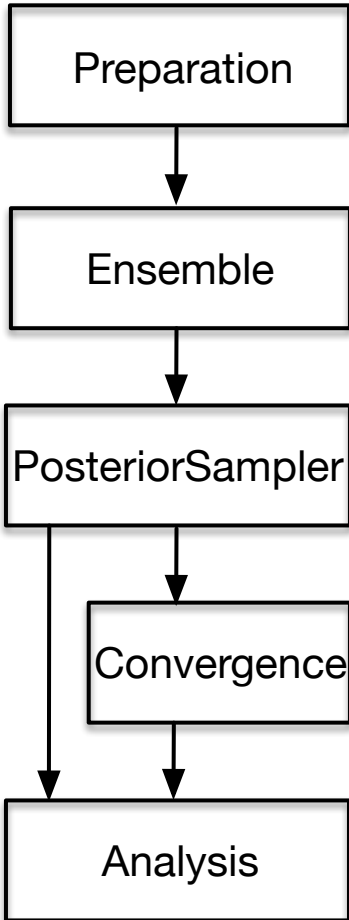 Preparation
Ensemble
PosteriorSampler
Convergence
Analysis